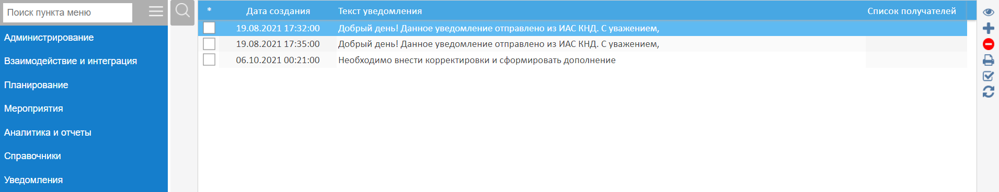 Поиск пункта меню
Администрирование
Взаимодействие и интеграция
Планирование
Мероприятия
Аналитика и отчеты
Справочники
Уведомления
* Дата создания Текст уведомления Список получателей
19.08.2021 17:32:00 Добрый день! Данное уведомление отправлено из ИАС КНД. С уважением,
19.08.2021 17:35:00 Добрый день! Данное уведомление отправлено из ИАС КНД. С уважением,
06.10.2021 00:21:00 Необходимо внести корректировки и сформировать дополнение